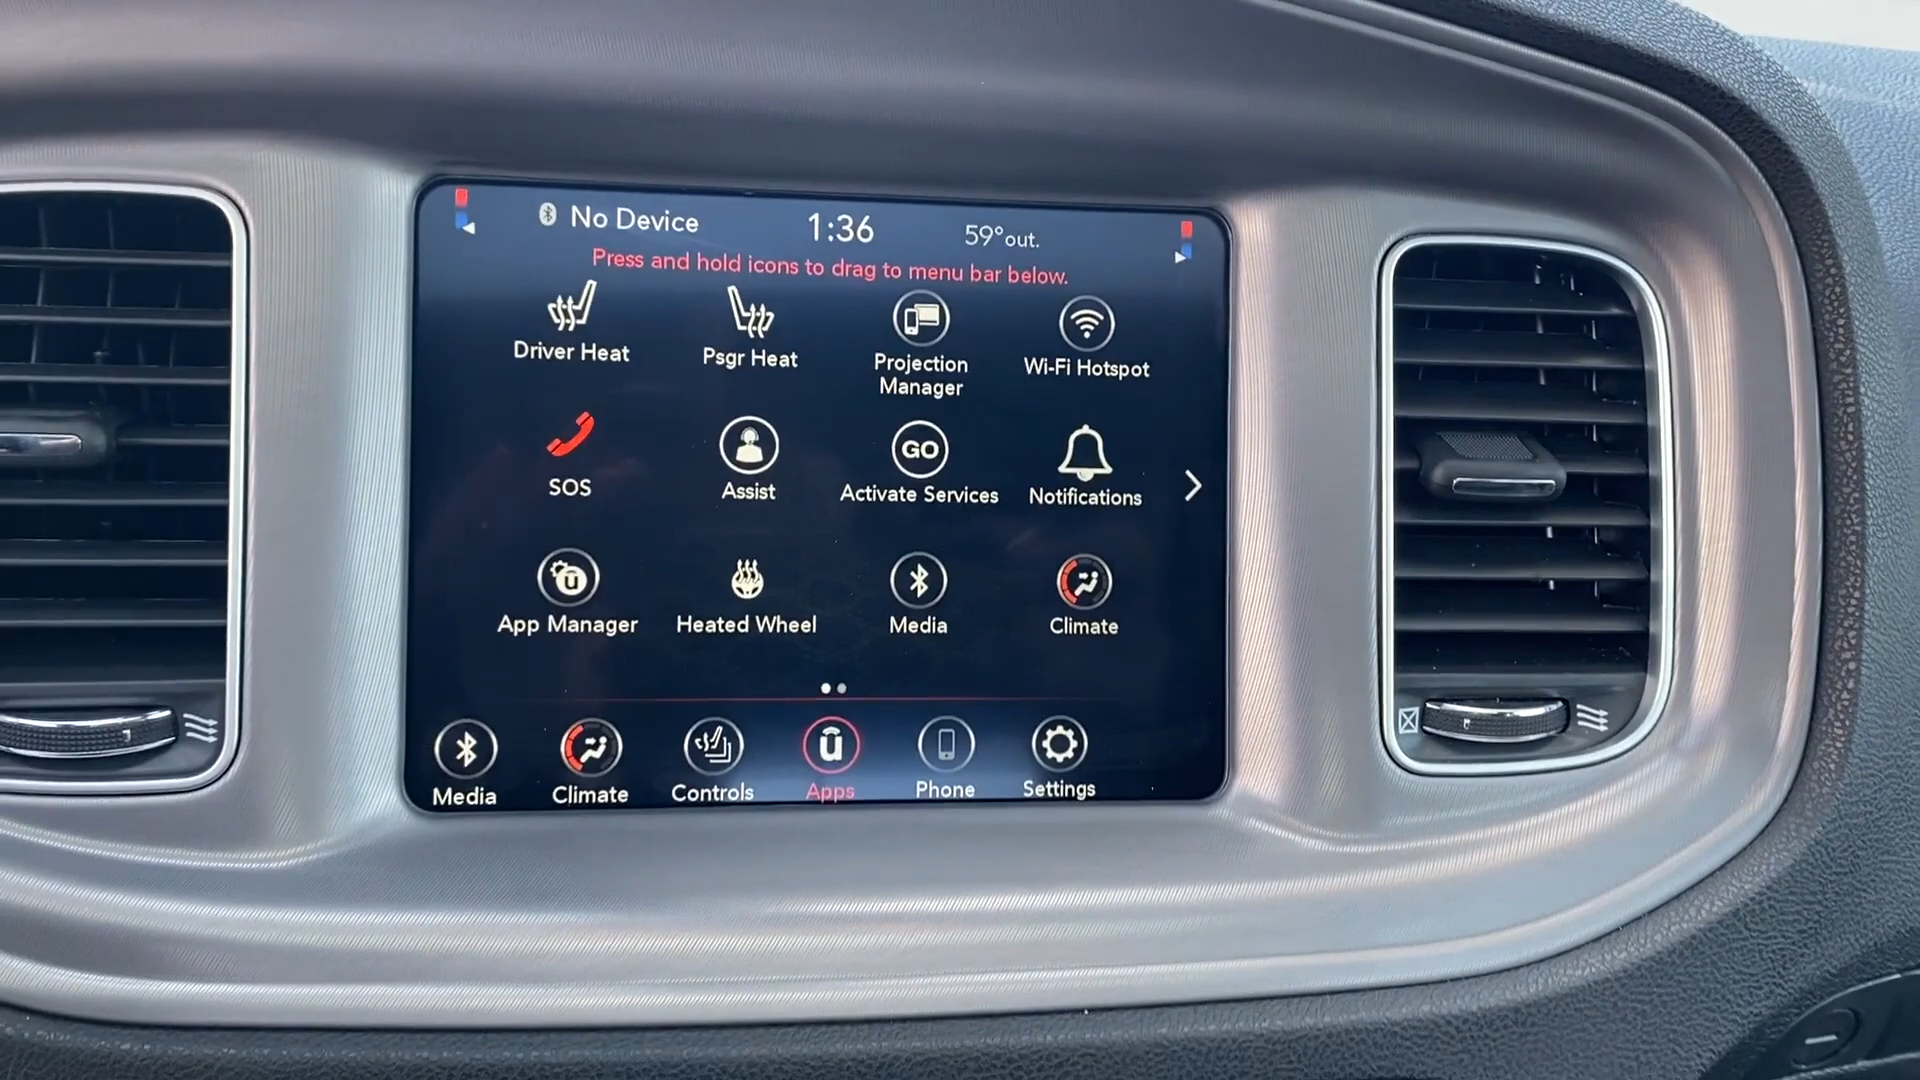 No Device
1:36
59°out.
Press and hold icons to drag to menu bar below.
Driver Heat
Psgr Heat
Projection
Manager
Wi-Fi Hotspot
SOS
Assist
GO
Activate Services
Notifications
App Manager
Heated Wheel
Media
Climate
Media
Climate
Controls
Apps
Phone
Settings